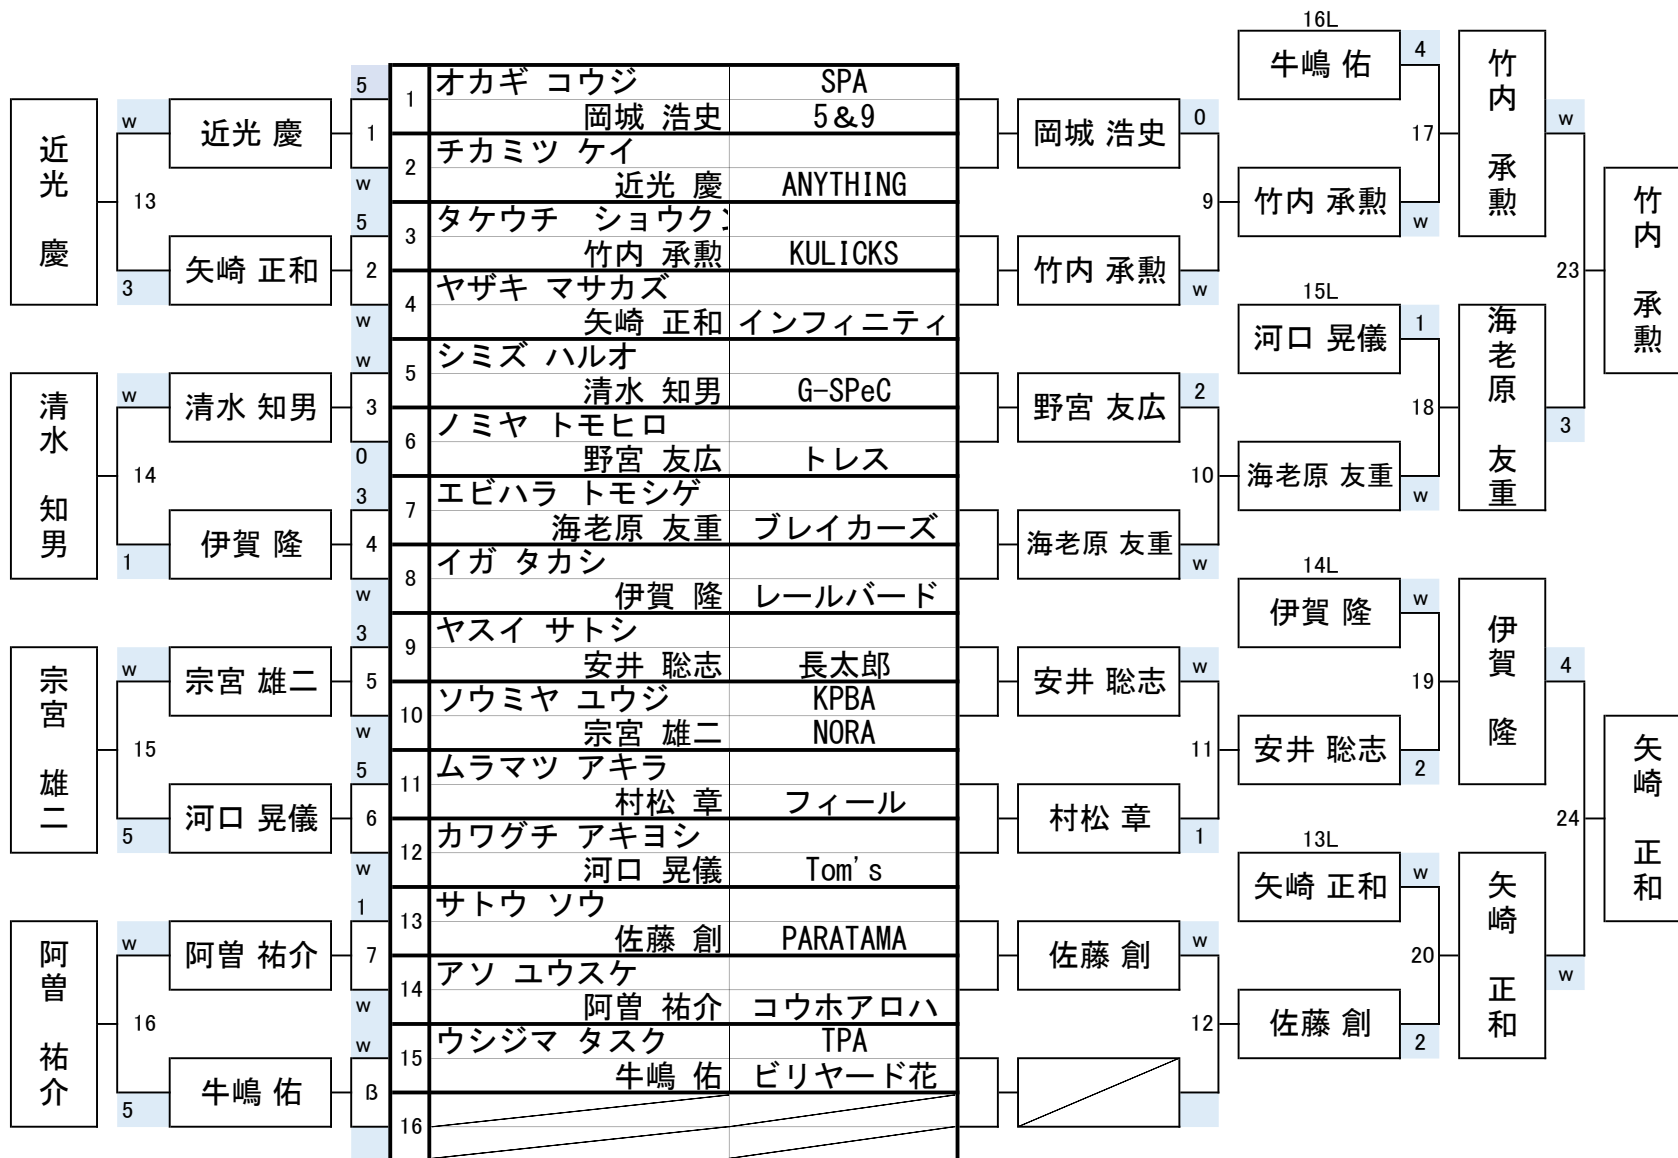 16L
牛嶋 佑 4 竹内 承勲
5 1 オカギ コウジ SPA
岡城 浩史 5&9
近光 慶 w 近光 慶 1 岡城 浩史 0 17 w
2 チカミツ ケイ
w 近光 慶 ANYTHING
13 9 竹内 承勲 w 竹内 承勲
5 3 タケウチ ショウクン
竹内 承勲 KULICKS
3 矢崎 正和 2 竹内 承勲 w 23
4 ヤザキ マサカズ
w 矢崎 正和 インフィニティ
15L
河口 晃儀 1 海老原 友重
w 5 シミズ ハルオ
清水 知男 G-SPeC
清水 知男 w 清水 知男 3 野宮 友広 2 18 3
6 ノミヤ トモヒロ
0 野宮 友広 トレス
14 10 海老原 友重 w
3 7 エビハラ トモシゲ
海老原 友重 ブレイカーズ
1 伊賀 隆 4 海老原 友重 w
8 イガ タカシ
w 伊賀 隆 レールバード
14L
伊賀 隆 w 伊賀 隆
3 9 ヤスイ サトシ
安井 聡志 長太郎
宗宮 雄二 w 宗宮 雄二 5 安井 聡志 w 19 4
10 ソウミヤ ユウジ KPBA
w 宗宮 雄二 NORA
15 11 安井 聡志 2 矢崎 正和
5 11 ムラマツ アキラ
村松 章 フィール
5 河口 晃儀 6 村松 章 1 24
12 カワグチ アキヨシ
w 河口 晃儀 Tom's
13L
矢崎 正和 w 矢崎 正和
1 13 サトウ ソウ
佐藤 創 PARATAMA
阿曽 祐介 w 阿曽 祐介 7 佐藤 創 w 20 w
14 アソ ユウスケ
w 阿曽 祐介 コウホアロハ
16 12 佐藤 創 2
w 15 ウシジマ タスク TPA
牛嶋 佑 ビリヤード花
5 牛嶋 佑 8
16